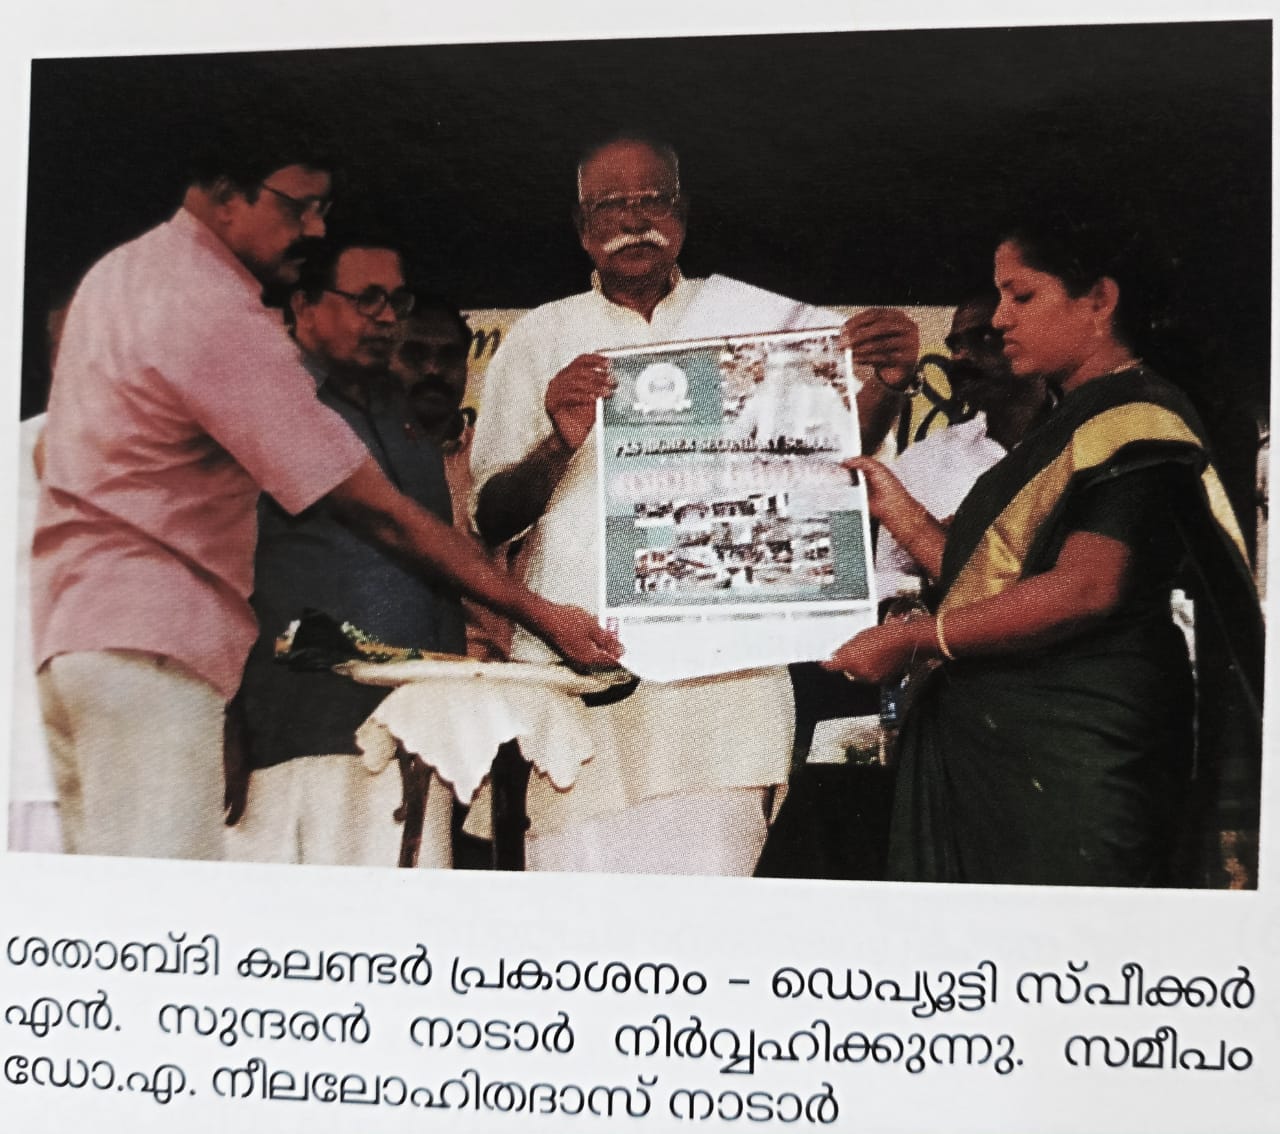 ശതാബ്ദി കലണ്ടർ പ്രകാശനം - ഡെപ്യൂട്ടി സ്പീക്കർ
എൻ. സുന്ദരൻ നാടാർ നിർവ്വഹിക്കുന്നു. സമീപം
ഡോ.എ. നീലലോഹിതദാസ് നാടാർ